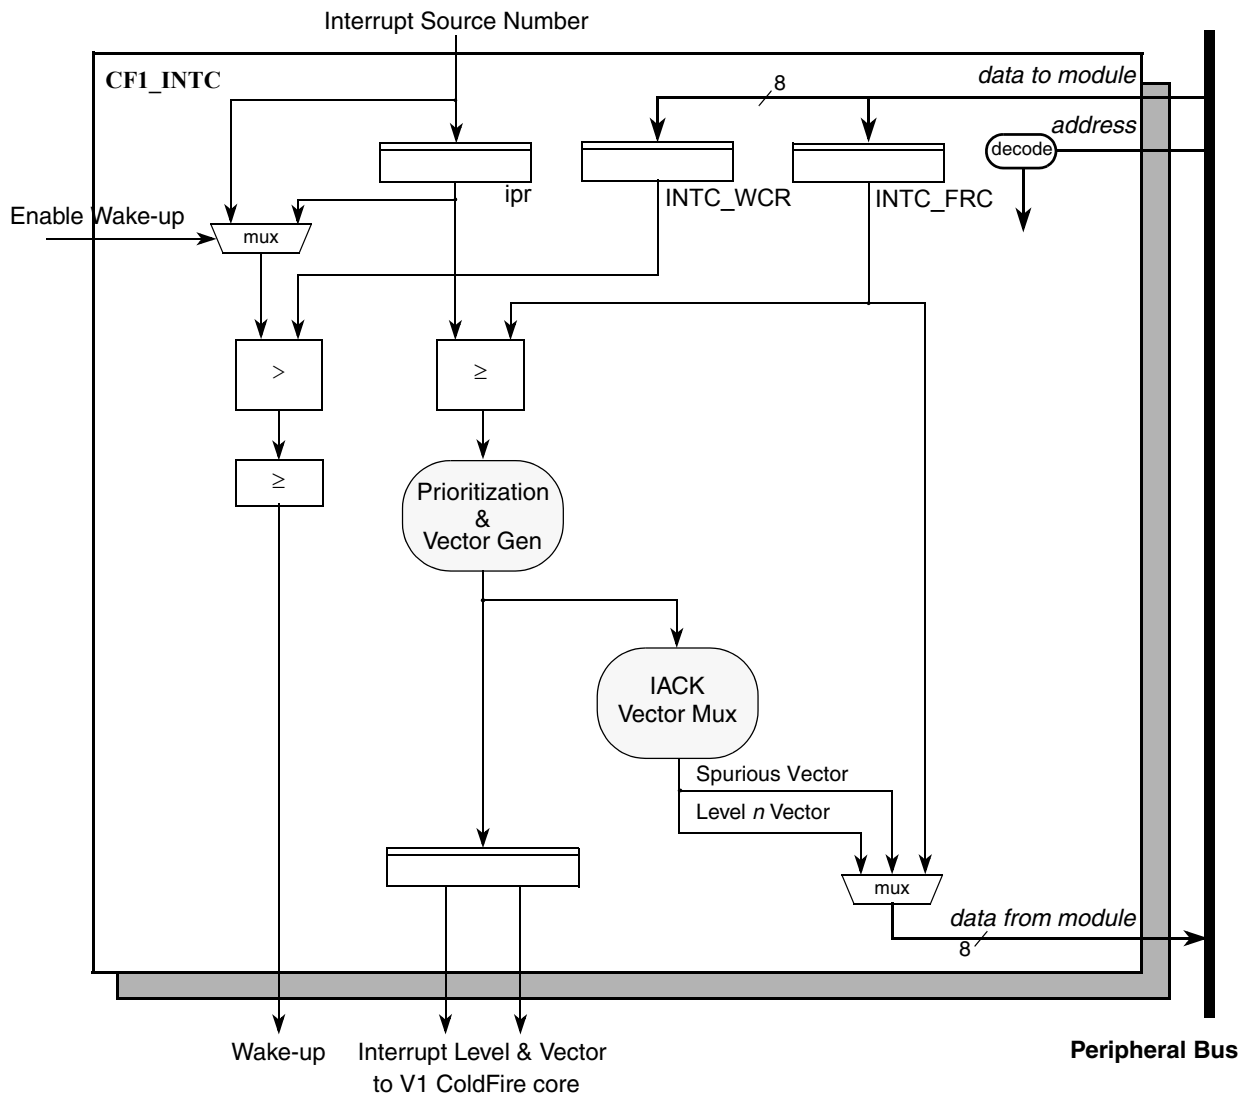 Interrupt Source Number
CF1_INTC
data to module
8
address
decode
ipr
INTC_WCR
INTC_FRC
Enable Wake-up
mux
>
≥
≥
Prioritization
&
Vector Gen
IACK
Vector Mux
Spurious Vector
Level n Vector
mux
data from module
8
Wake-up
Interrupt Level & Vector
to V1 ColdFire core
Peripheral Bus